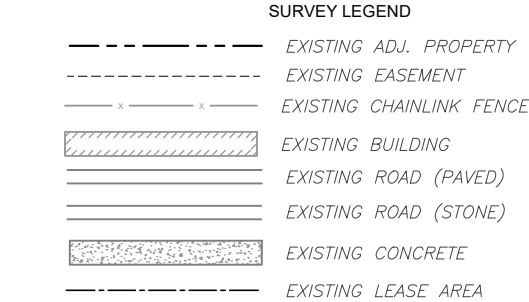 SURVEY LEGEND
EXISTING ADJ. PROPERTY
EXISTING EASEMENT
x x EXISTING CHAINLINK FENCE
EXISTING BUILDING
EXISTING ROAD (PAVED)
EXISTING ROAD (STONE)
EXISTING CONCRETE
EXISTING LEASE AREA